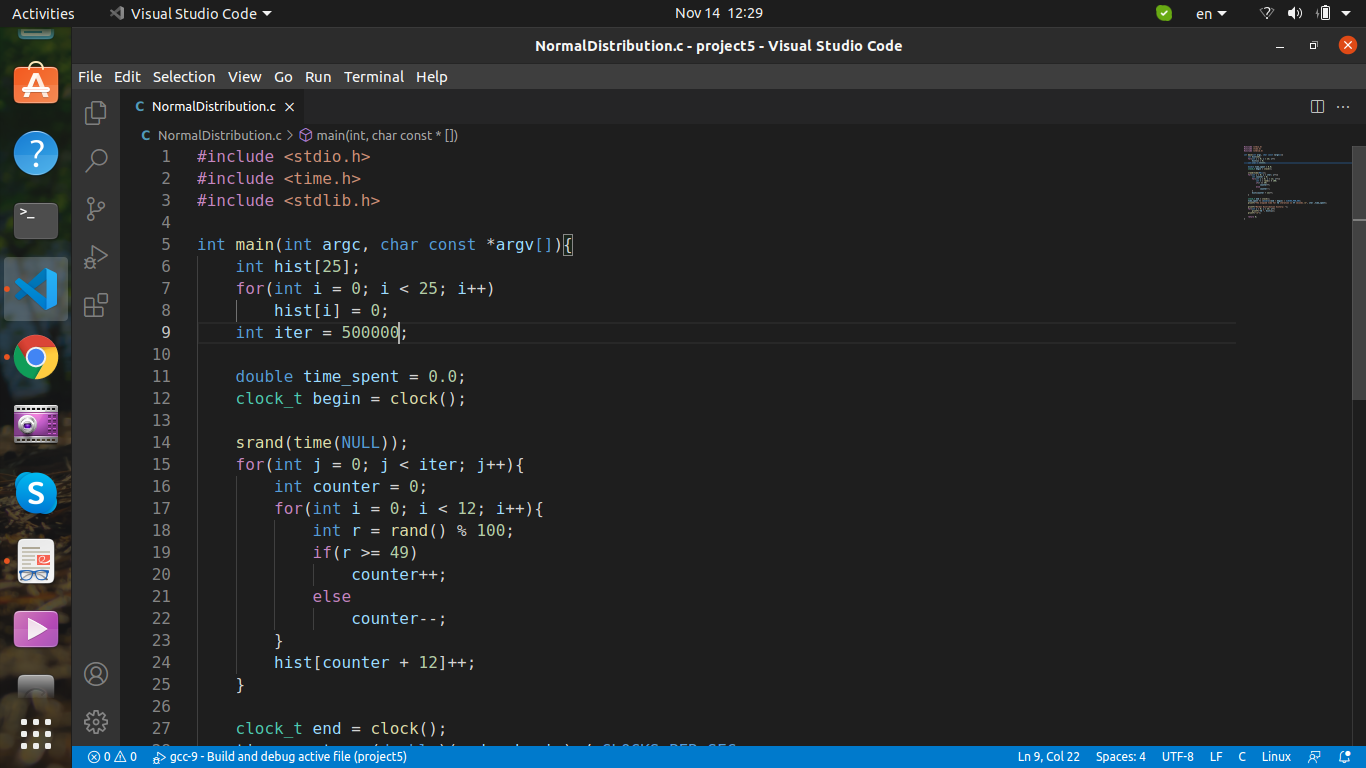 Activities
Visual Studio Code
Nov 14 12:29
en
NormalDistribution.c - project5 - Visual Studio Code
File Edit Selection View Go Run Terminal Help
C NormalDistribution.c
C NormalDistribution.c > main(int, char const * [])
1 #include <stdio.h>
2 #include <time.h>
3 #include <stdlib.h>
4
5 int main(int argc, char const *argv[]){
6 int hist[25];
7 for(int i = 0; i < 25; i++)
8 hist[i] = 0;
9 int iter = 500000;
10
11 double time_spent = 0.0;
12 clock_t begin = clock();
13
14 srand(time(NULL));
15 for(int j = 0; j < iter; j++){
16 int counter = 0;
17 for(int i = 0; i < 12; i++){
18 int r = rand() % 100;
19 if(r >= 49)
20 counter++;
21 else
22 counter--;
23 }
24 hist[counter + 12]++;
25 }
26
27 clock_t end = clock();
0 0 gcc-9 - Build and debug active file (project5)
Ln 9, Col 22 Spaces: 4 UTF-8 LF C Linux